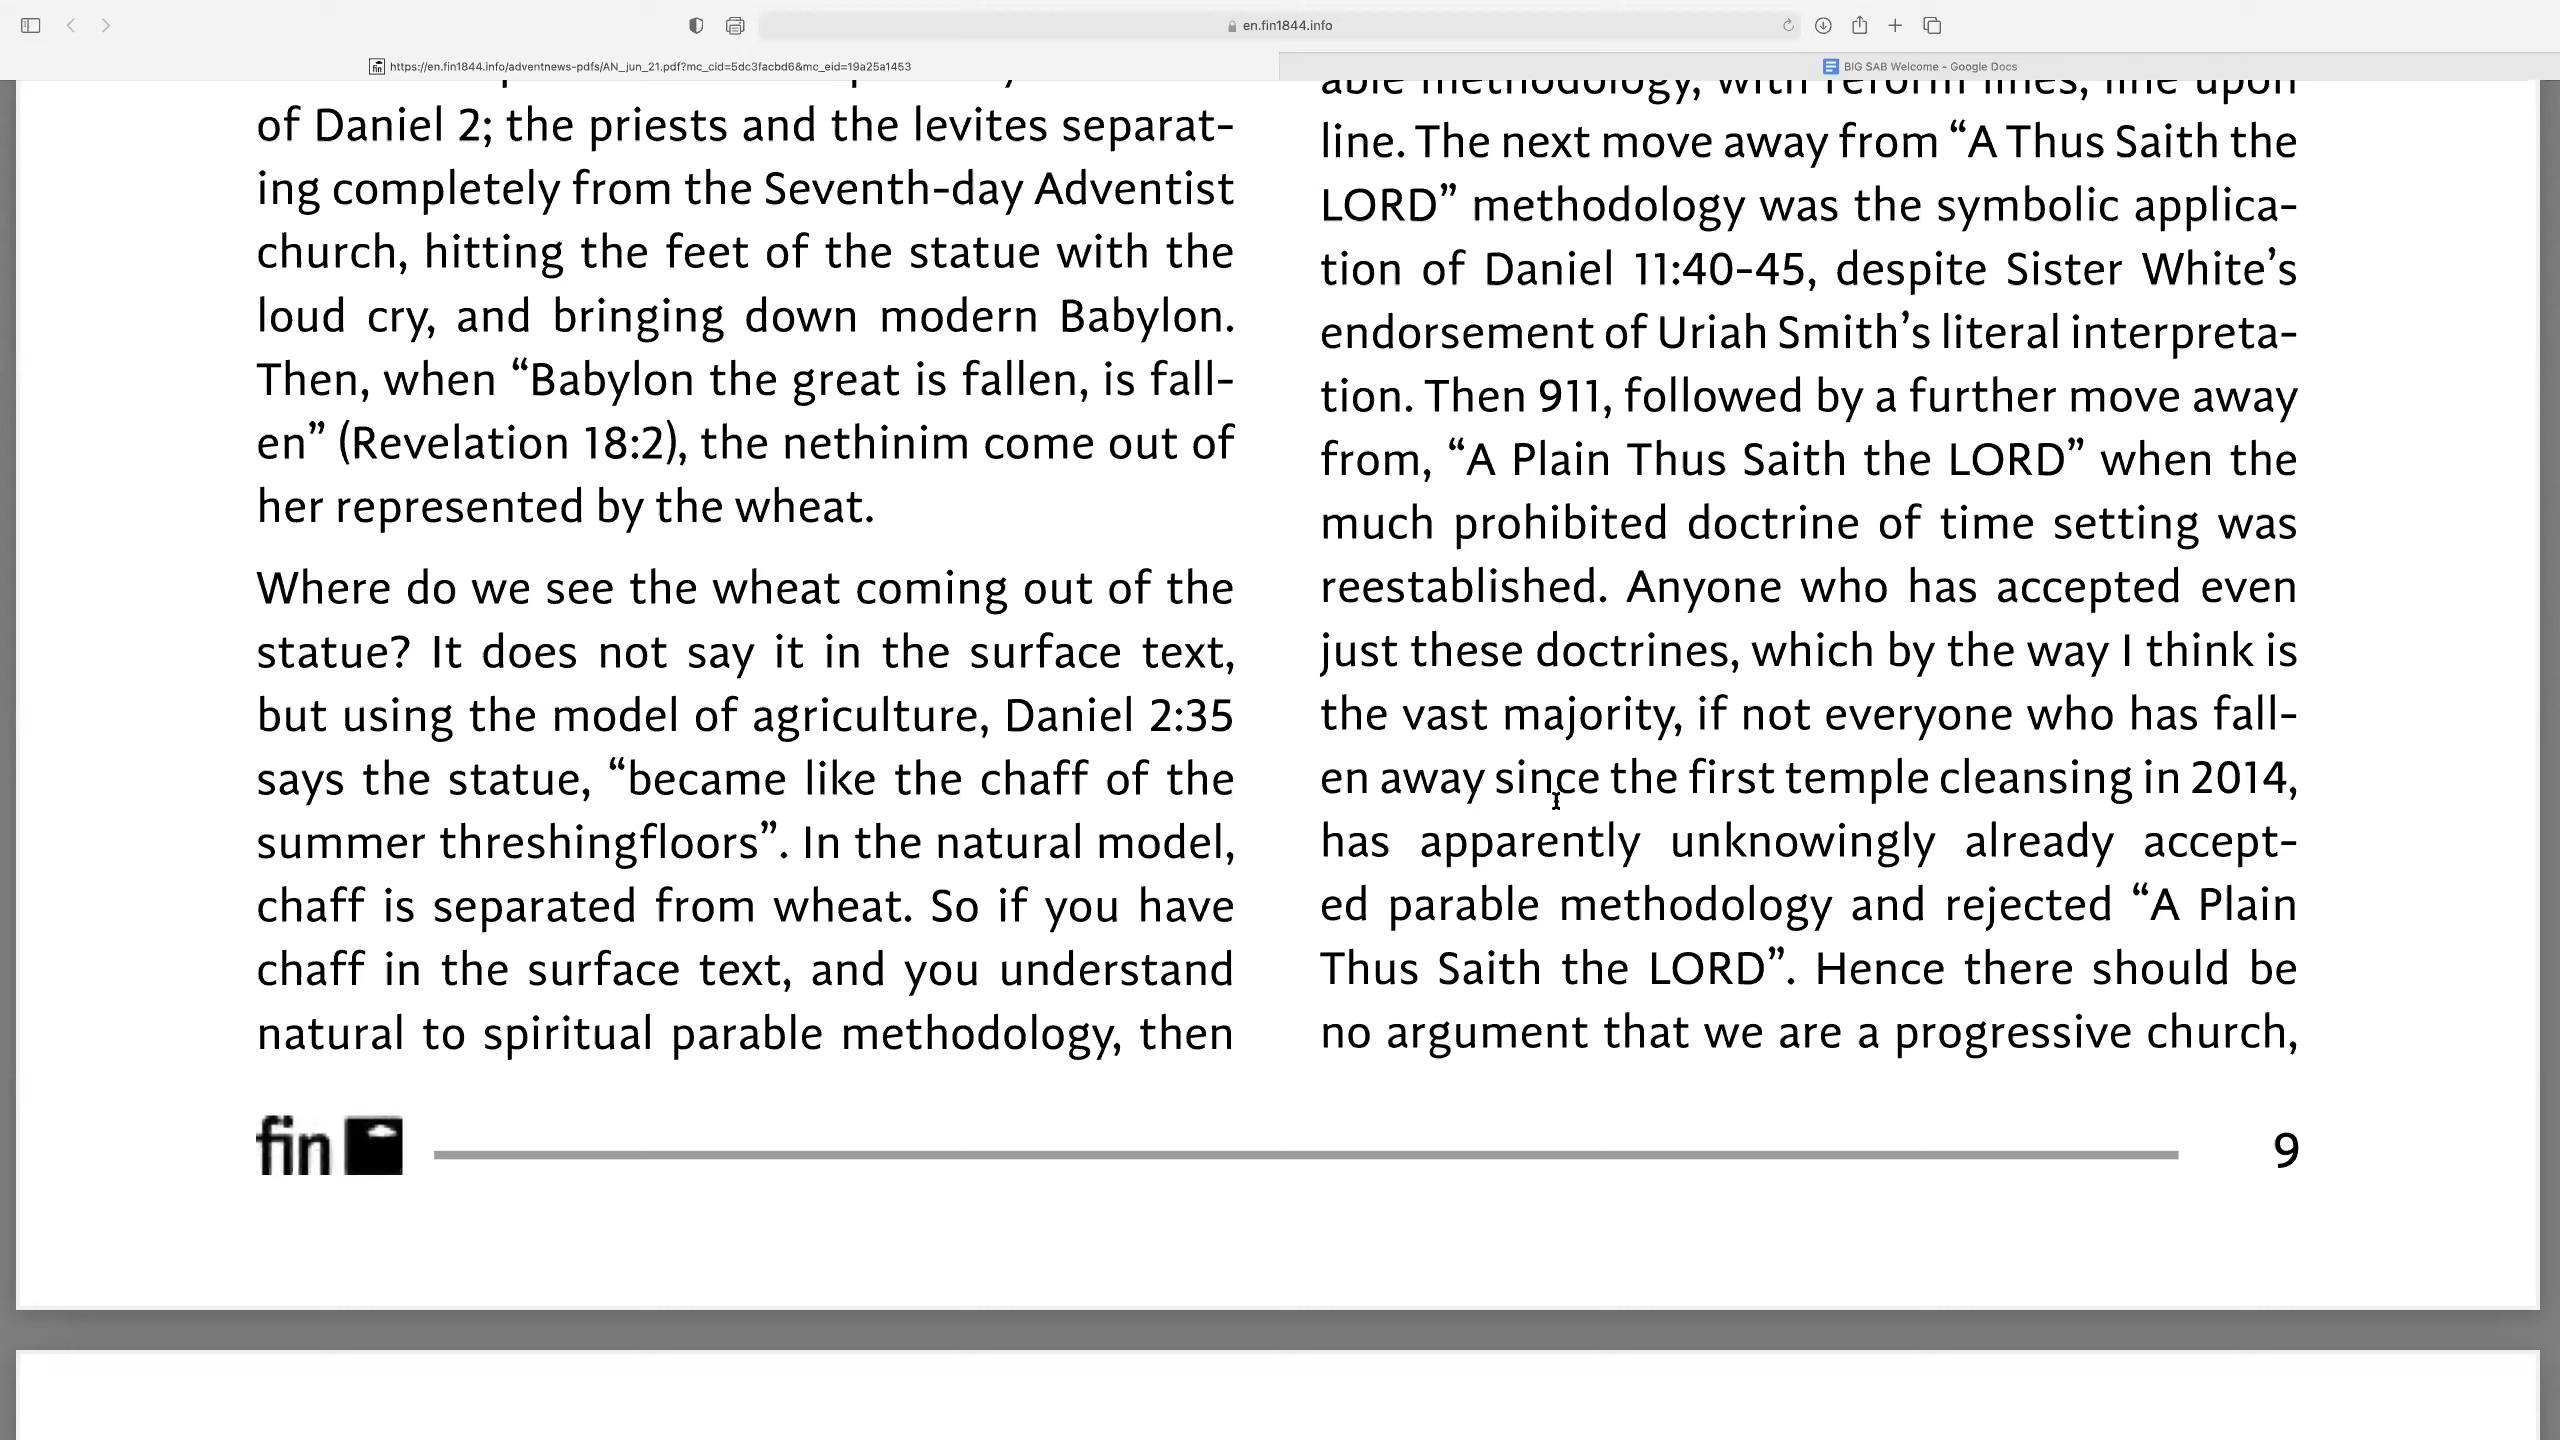 en.fin1844.info
https://en.fin1844.info/adventnews-pdfs/AN_jun_21.pdf?mc_cid=5dc3facbd6&mc_eid=19a25a1453
BIG SAB Welcome - Google Docs
of Daniel 2; the priests and the levites separat-
ing completely from the Seventh-day Adventist
church, hitting the feet of the statue with the
loud cry, and bringing down modern Babylon.
Then, when “Babylon the great is fallen, is fall-
en” (Revelation 18:2), the nethinim come out of
her represented by the wheat.
Where do we see the wheat coming out of the
statue? It does not say it in the surface text,
but using the model of agriculture, Daniel 2:35
says the statue, “became like the chaff of the
summer threshingfloors”. In the natural model,
chaff is separated from wheat. So if you have
chaff in the surface text, and you understand
natural to spiritual parable methodology, then
able methodology, with reform lines, line upon
line. The next move away from “A Thus Saith the
LORD” methodology was the symbolic applica-
tion of Daniel 11:40-45, despite Sister White’s
endorsement of Uriah Smith’s literal interpreta-
tion. Then 911, followed by a further move away
from, “A Plain Thus Saith the LORD” when the
much prohibited doctrine of time setting was
reestablished. Anyone who has accepted even
just these doctrines, which by the way I think is
the vast majority, if not everyone who has fall-
en away since the first temple cleansing in 2014,
has apparently unknowingly already accept-
ed parable methodology and rejected “A Plain
Thus Saith the LORD”. Hence there should be
no argument that we are a progressive church,
fin
9